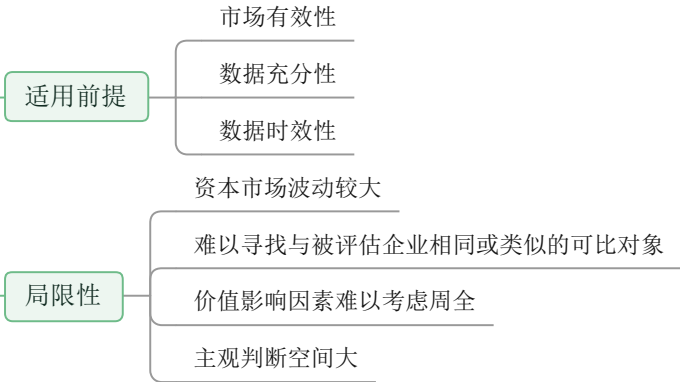 市场有效性
数据充分性
适用前提
数据时效性
资本市场波动较大
难以寻找与被评估企业相同或类似的可比对象
局限性
价值影响因素难以考虑周全
主观判断空间大